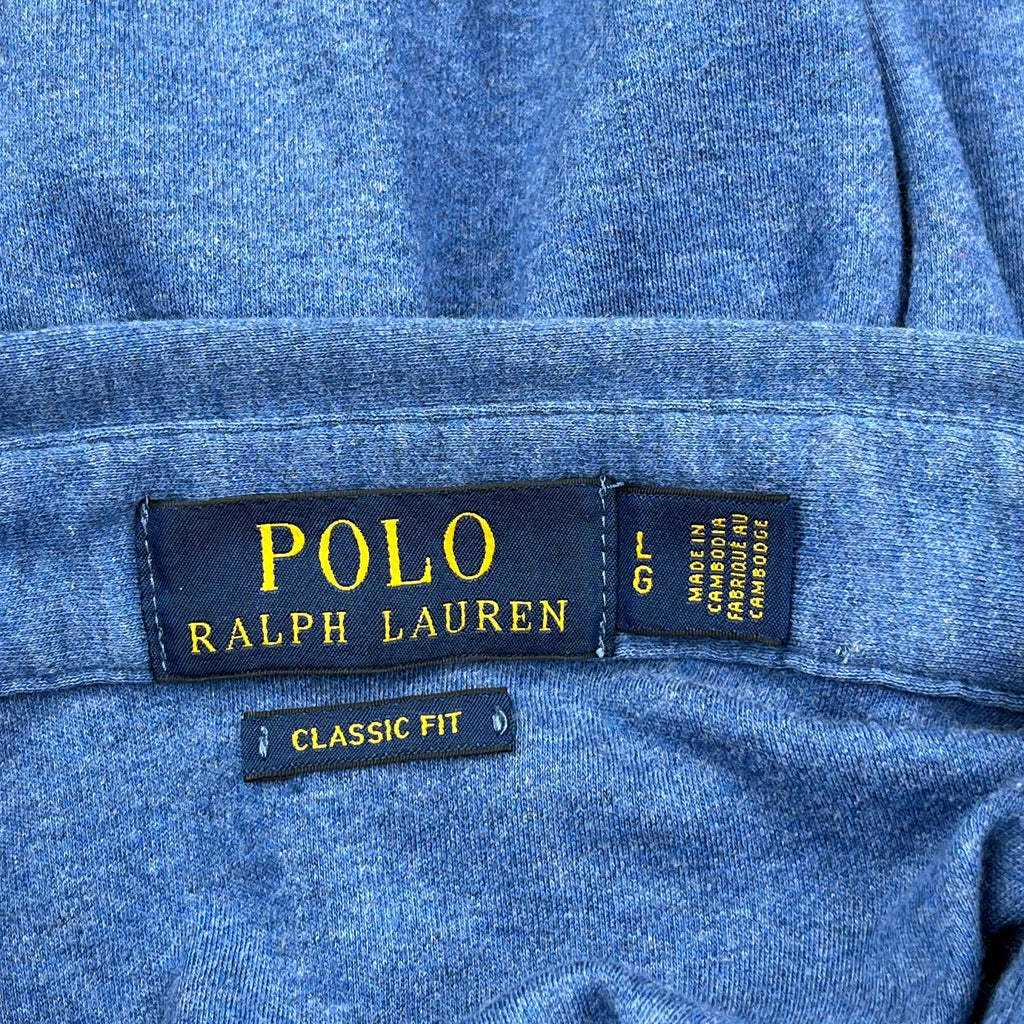 POLO
RALPH LAUREN
L
G
MADE IN
CAMBODIA
FABRIQUÉ AU
CAMBODGE
CLASSIC FIT